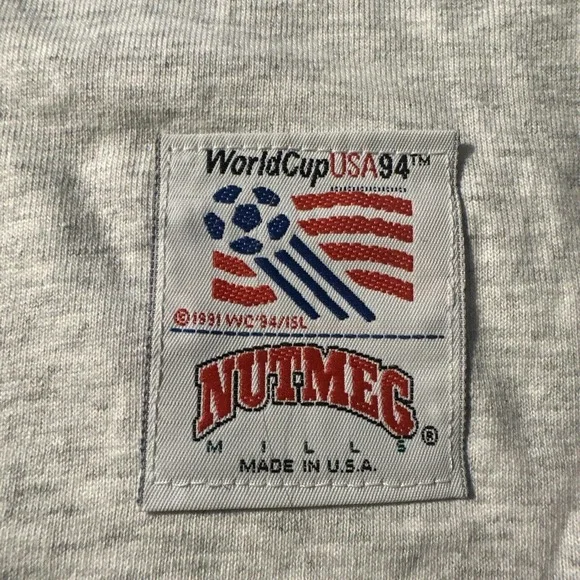 WorldCupUSA94™
©1991 WC'94/ISL
NUTMEG
MILLS®
MADE IN U.S.A.